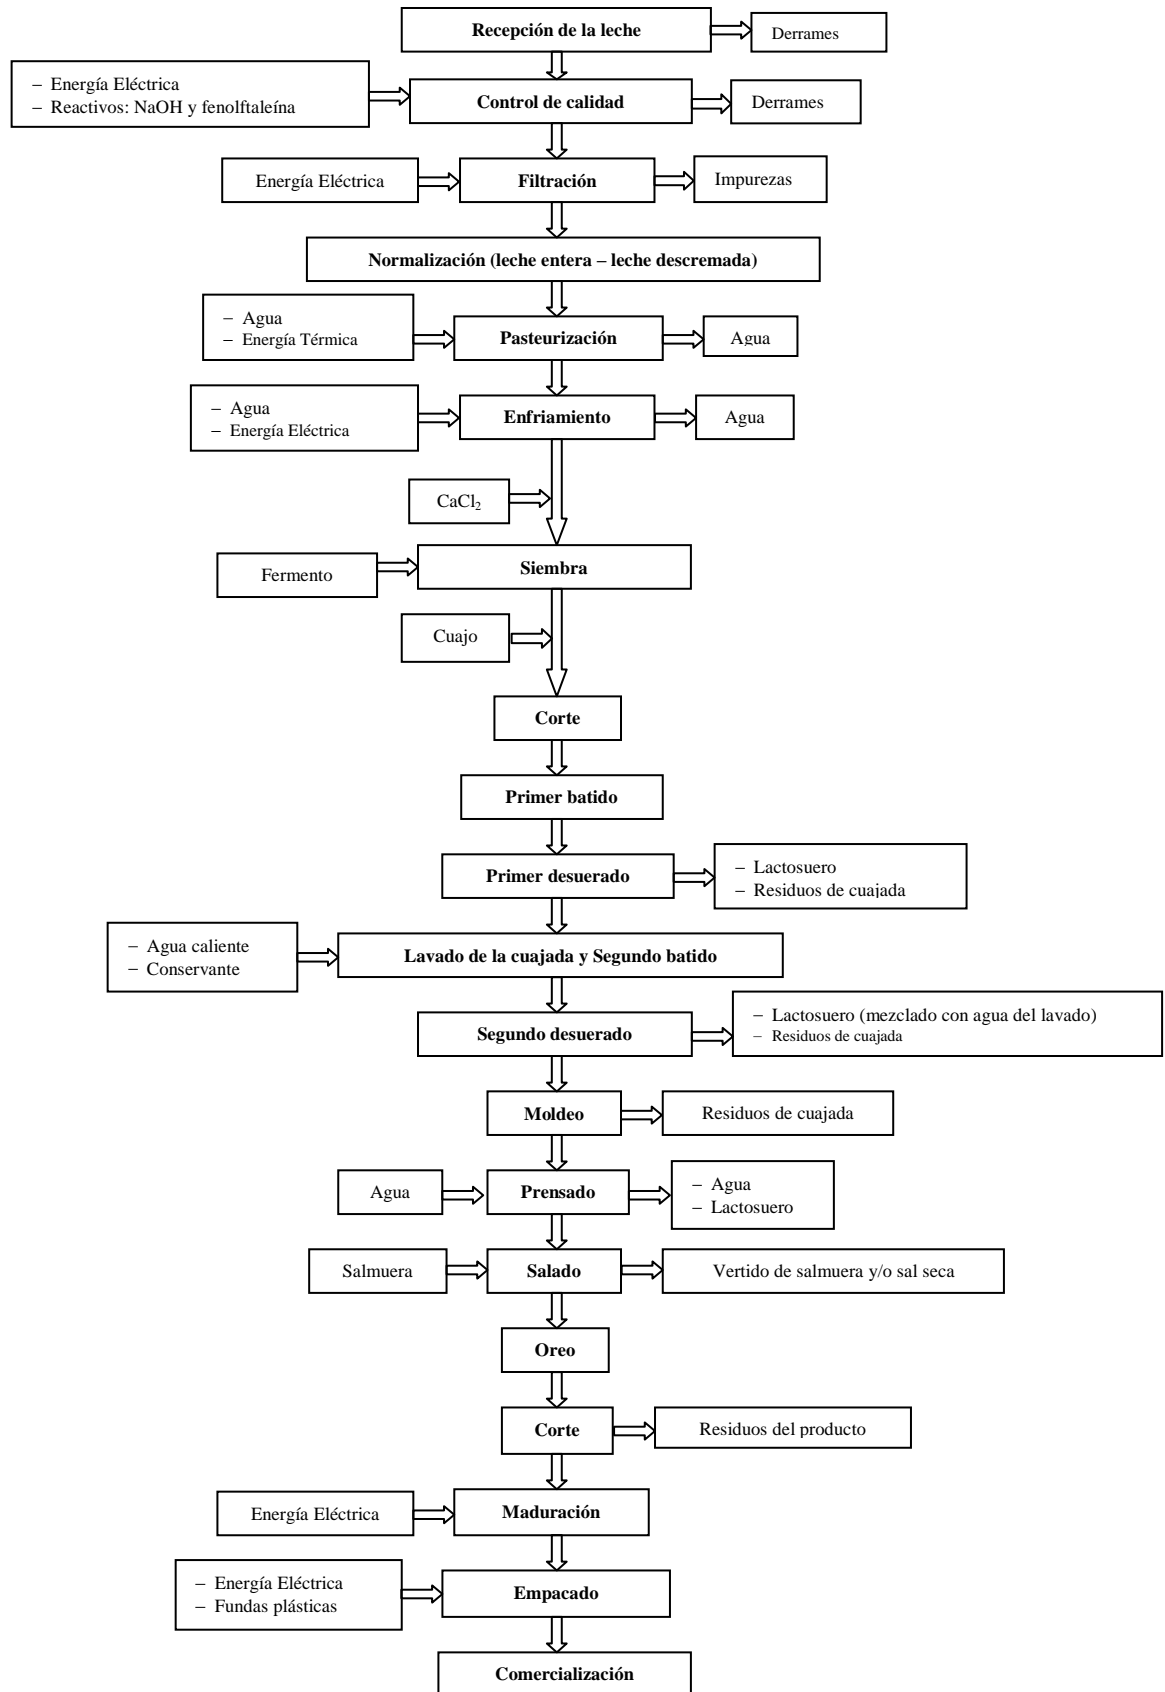 Recepción de la leche
Derrames
– Energía Eléctrica
– Reactivos: NaOH y fenolftaleína
Control de calidad
Derrames
Energía Eléctrica
Filtración
Impurezas
Normalización (leche entera – leche descremada)
– Agua
– Energía Térmica
Pasteurización
Agua
– Agua
– Energía Eléctrica
Enfriamiento
Agua
CaCl₂
Fermento
Siembra
Cuajo
Corte
Primer batido
Primer desuerado
– Lactosuero
– Residuos de cuajada
– Agua caliente
– Conservante
Lavado de la cuajada y Segundo batido
Segundo desuerado
– Lactosuero (mezclado con agua del lavado)
– Residuos de cuajada
Moldeo
Residuos de cuajada
Agua
Prensado
– Agua
– Lactosuero
Salmuera
Salado
Vertido de salmuera y/o sal seca
Oreo
Corte
Residuos del producto
Energía Eléctrica
Maduración
– Energía Eléctrica
– Fundas plásticas
Empacado
Comercialización